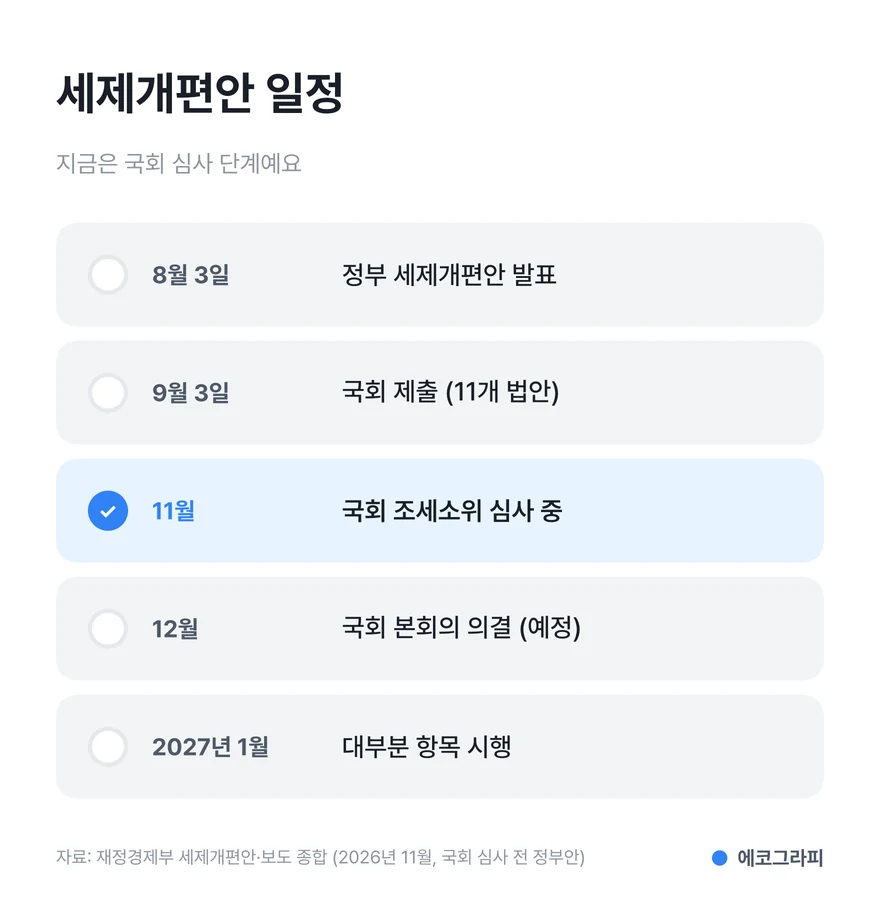 세제개편안 일정
지금은 국회 심사 단계예요
8월 3일 정부 세제개편안 발표
9월 3일 국회 제출 (11개 법안)
11월 국회 조세소위 심사 중
12월 국회 본회의 의결 (예정)
2027년 1월 대부분 항목 시행
자료: 재정경제부 세제개편안·보도 종합 (2026년 11월, 국회 심사 전 정부안)
에코그라피